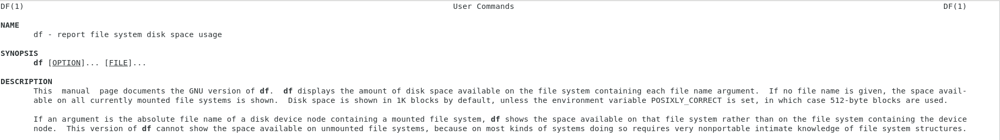 DF(1) User Commands DF(1)
NAME
df - report file system disk space usage
SYNOPSIS
df [OPTION]... [FILE]...
DESCRIPTION
This  manual  page documents the GNU version of df.  df displays the amount of disk space available on the file system containing each file name argument.  If no file name is given, the space avail-
able on all currently mounted file systems is shown.  Disk space is shown in 1K blocks by default, unless the environment variable POSIXLY_CORRECT is set, in which case 512-byte blocks are used.
If an argument is the absolute file name of a disk device node containing a mounted file system, df shows the space available on that file system rather than on the file system containing the device
node.  This version of df cannot show the space available on unmounted file systems, because on most kinds of systems doing so requires very nonportable intimate knowledge of file system structures.